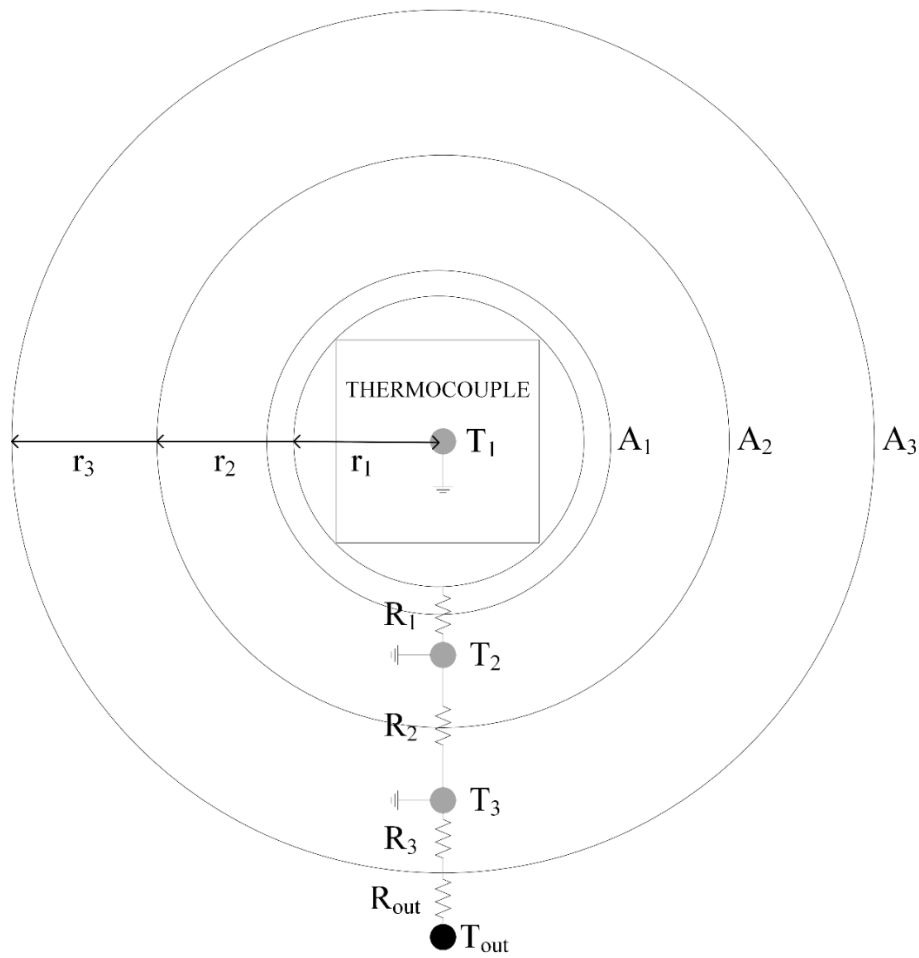 THERMOCOUPLE
T₁
A₁
A₂
A₃
r₃
r₂
r₁
R₁
T₂
R₂
T₃
R₃
Rout
Tout